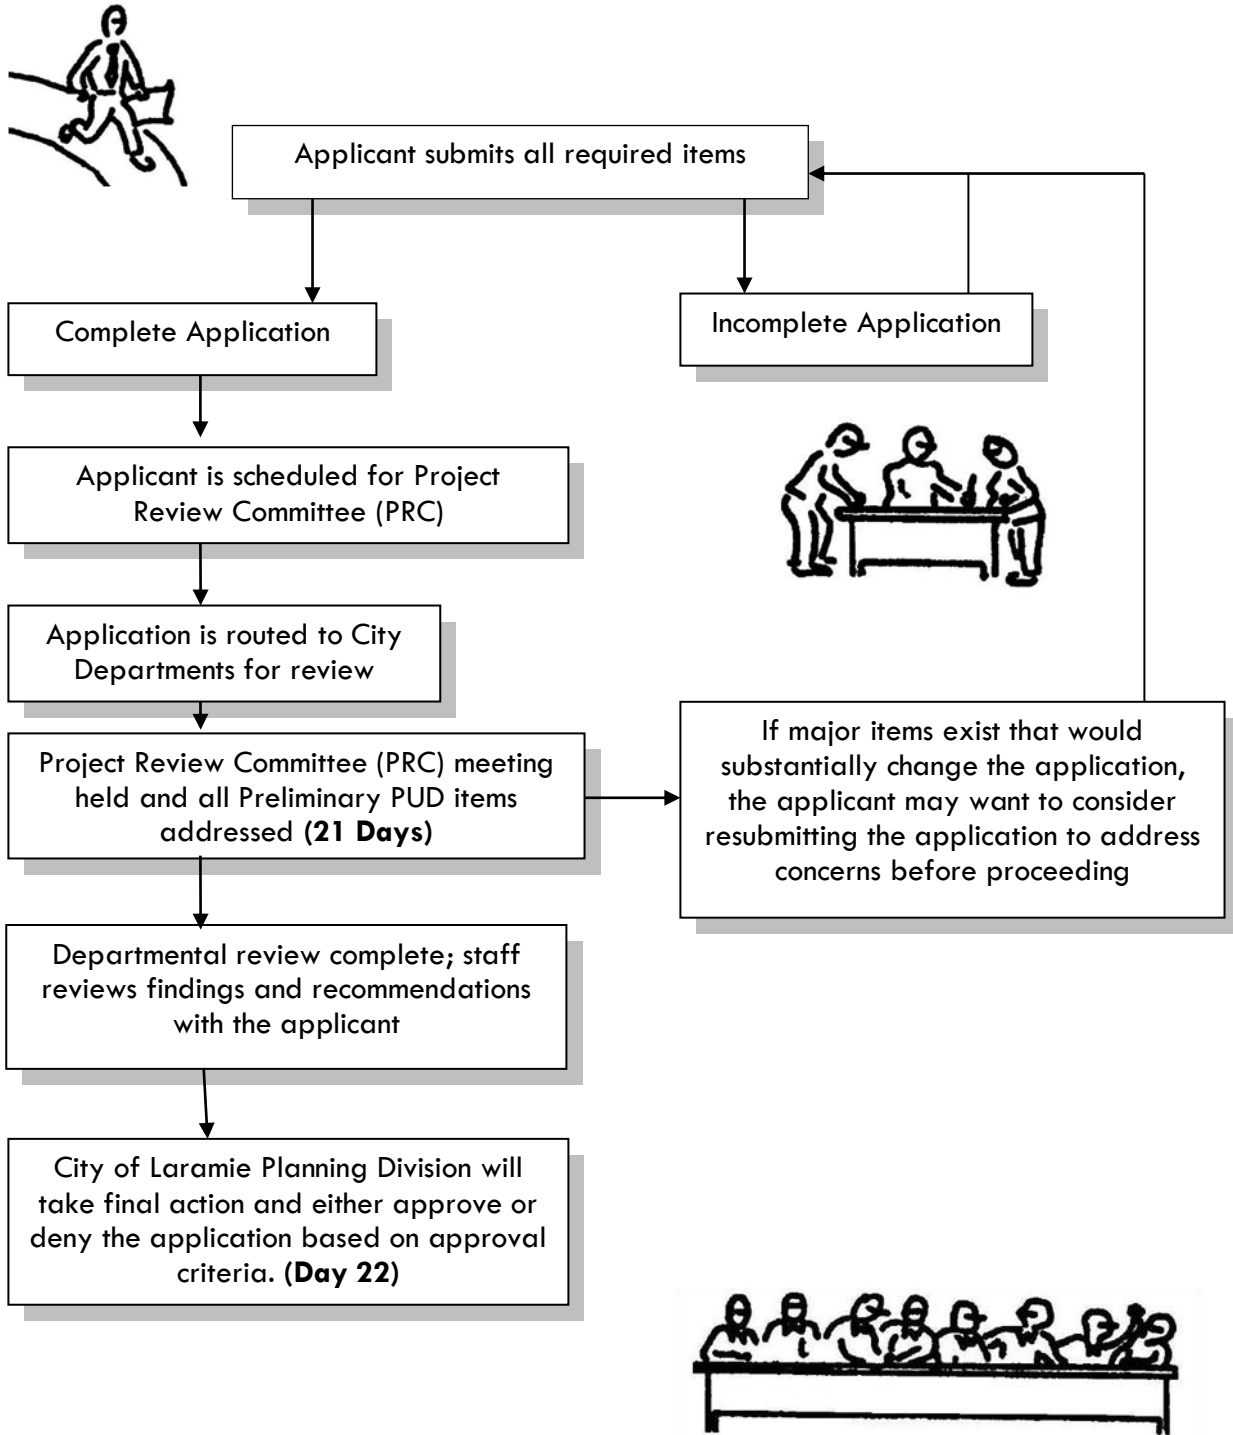 Applicant submits all required items
Complete Application
Incomplete Application
Applicant is scheduled for Project
Review Committee (PRC)
Application is routed to City
Departments for review
Project Review Committee (PRC) meeting
held and all Preliminary PUD items
addressed (21 Days)
If major items exist that would
substantially change the application,
the applicant may want to consider
resubmitting the application to address
concerns before proceeding
Departmental review complete; staff
reviews findings and recommendations
with the applicant
City of Laramie Planning Division will
take final action and either approve or
deny the application based on approval
criteria. (Day 22)